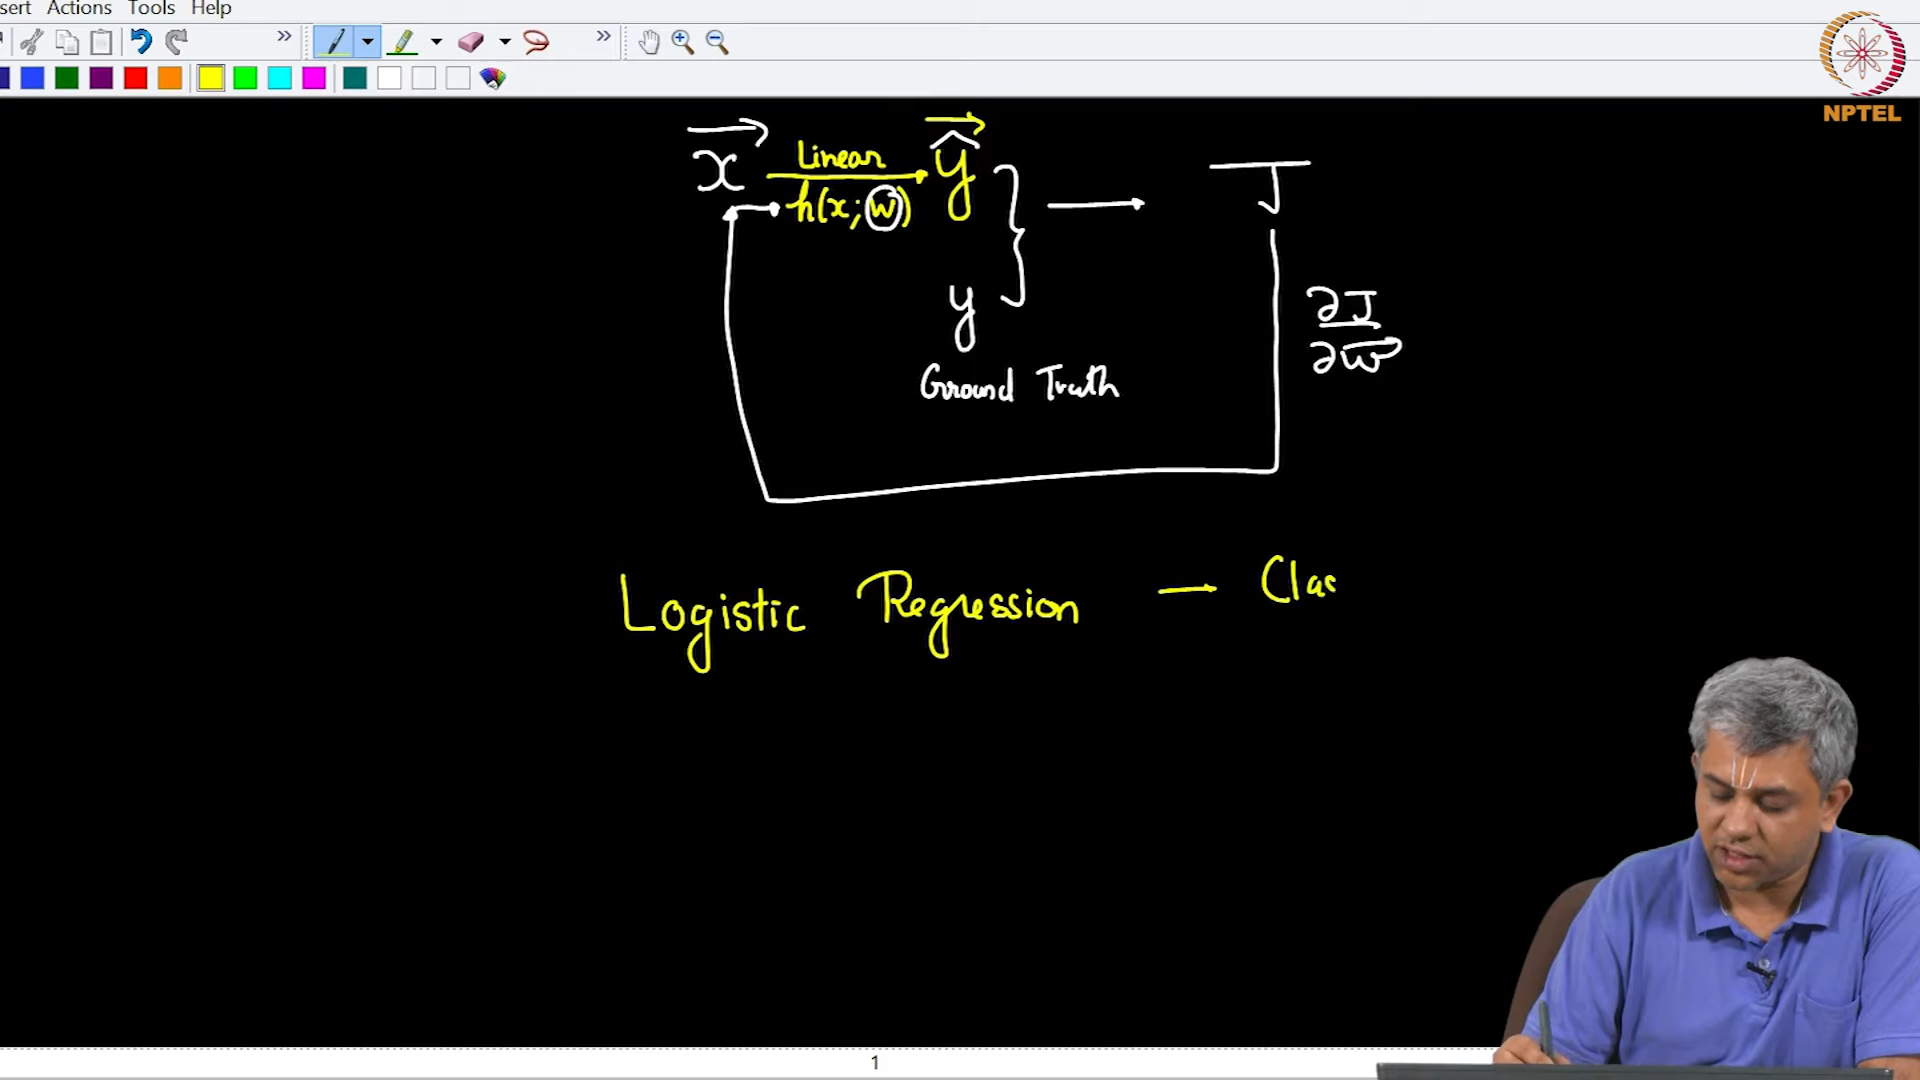 sert Actions Tools Help
NPTEL
x⃗ Linear ŷ⃗ J
h(x; w)
y
∂J
∂w⃗
Ground Truth
Logistic Regression — Clas
1